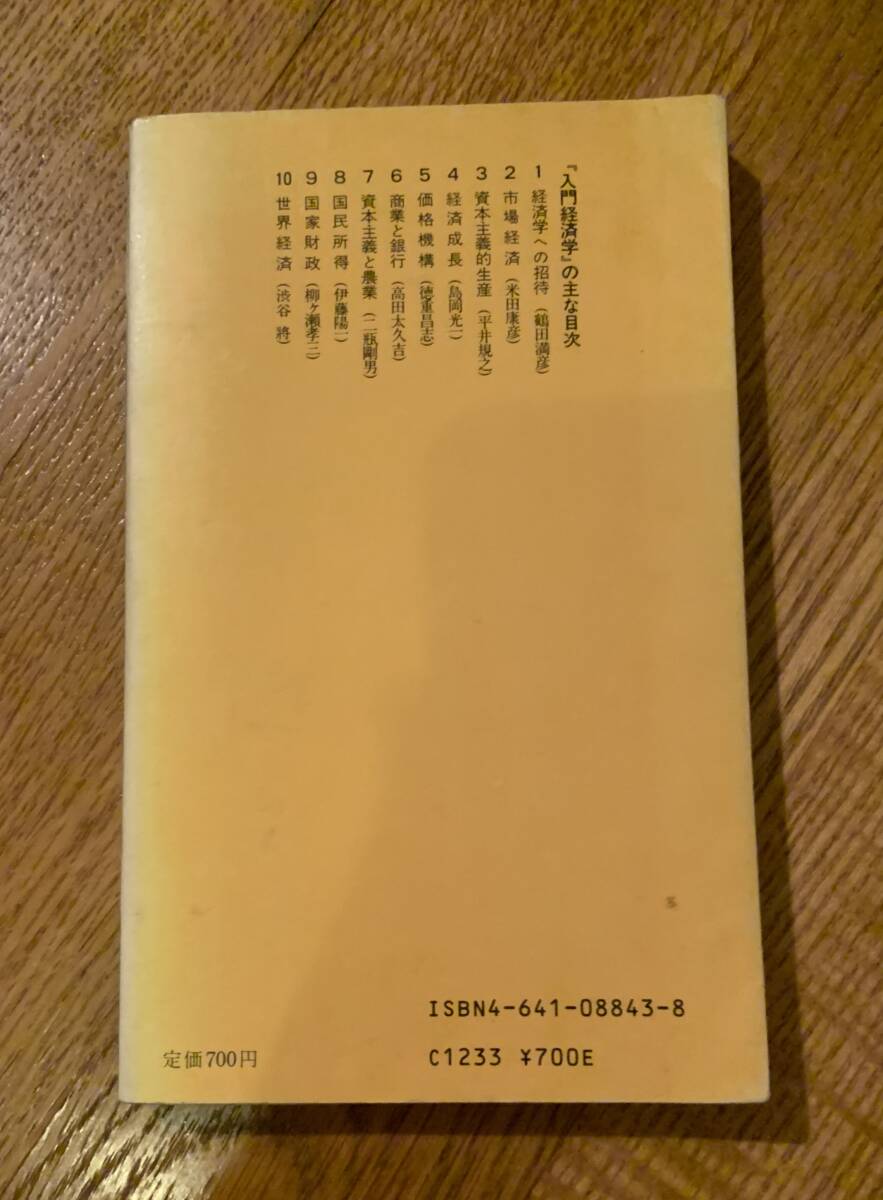 『入門経済学』の主な目次
1 経済学への招待 (鶴田満彦)
2 市場経済 (米田康彦)
3 資本主義的生産 (平井規之)
4 経済成長 (島岡光一)
5 価格機構 (徳重昌志)
6 商業と銀行 (高田太久吉)
7 資本主義と農業 (二瓶剛男)
8 国民所得 (伊藤陽一)
9 国家財政 (柳ヶ瀬孝三)
10 世界経済 (渋谷將)
ISBN4-641-08843-8
定価700円
C1233 ¥700E